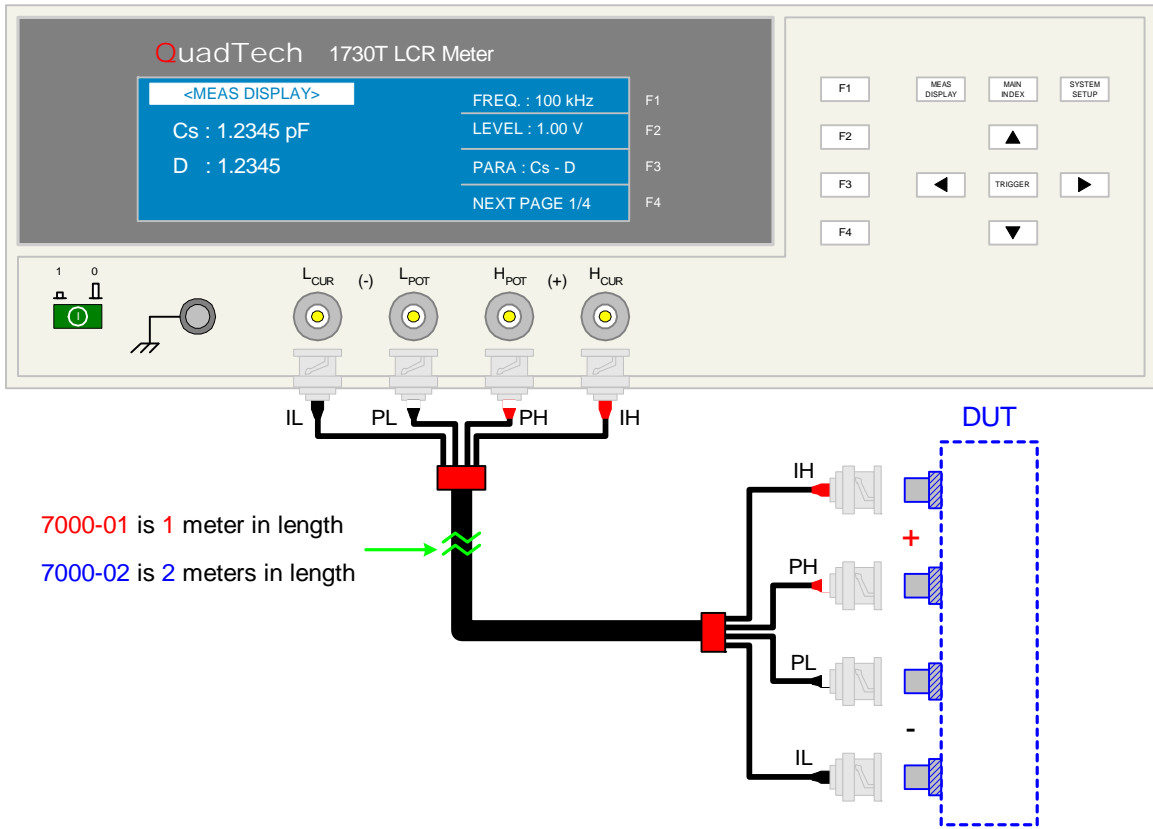 QuadTech 1730T LCR Meter
<MEAS DISPLAY>
Cs : 1.2345 pF
D : 1.2345
FREQ. : 100 kHz
LEVEL : 1.00 V
PARA : Cs - D
NEXT PAGE 1/4
F1
F2
F3
F4
F1
F2
F3
F4
MEAS DISPLAY
MAIN INDEX
SYSTEM SETUP
TRIGGER
1 0
I
LCUR (-) LPOT HPOT (+) HCUR
IL PL PH IH
DUT
7000-01 is 1 meter in length
7000-02 is 2 meters in length
IH
+
PH
PL
-
IL